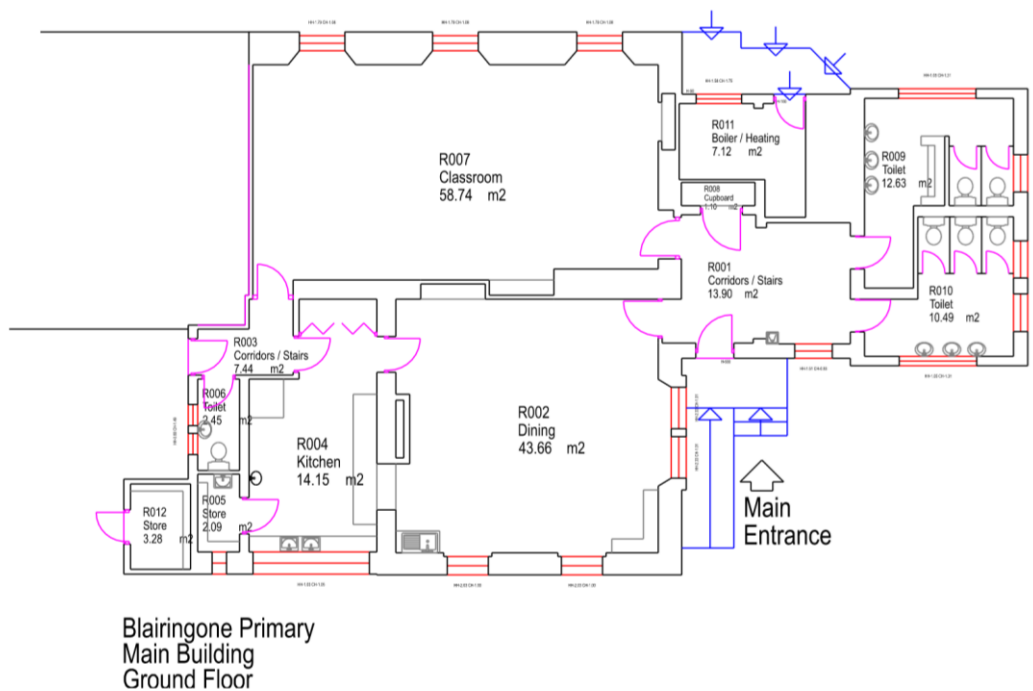 R011
Boiler / Heating
7.12 m2
R007
Classroom
58.74 m2
R009
Toilet
12.63 m2
R008
Cupboard
1.10 m2
R001
Corridors / Stairs
13.90 m2
R010
Toilet
10.49 m2
R003
Corridors / Stairs
7.44 m2
R006
Toilet
2.45 m2
R002
Dining
43.66 m2
R004
Kitchen
14.15 m2
R005
Store
2.09 m2
R012
Store
3.28 m2
Main
Entrance
Blairingone Primary
Main Building
Ground Floor